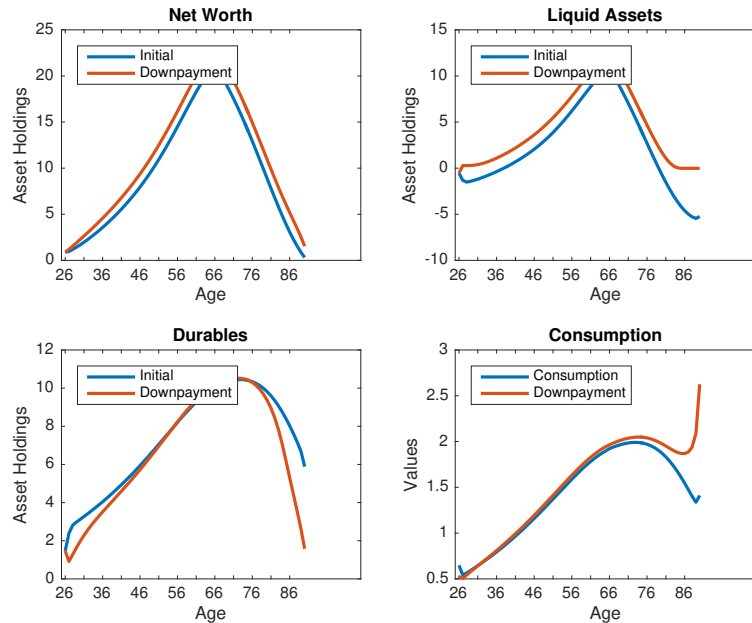 Net Worth
25
20
15
10
5
0
Asset Holdings
Initial
Downpayment
26 36 46 56 66 76 86
Age
Liquid Assets
15
10
5
0
-5
-10
Asset Holdings
Initial
Downpayment
26 36 46 56 66 76 86
Age
Durables
12
10
8
6
4
2
0
Asset Holdings
Initial
Downpayment
26 36 46 56 66 76 86
Age
Consumption
3
2.5
2
1.5
1
0.5
Values
Consumption
Downpayment
26 36 46 56 66 76 86
Age